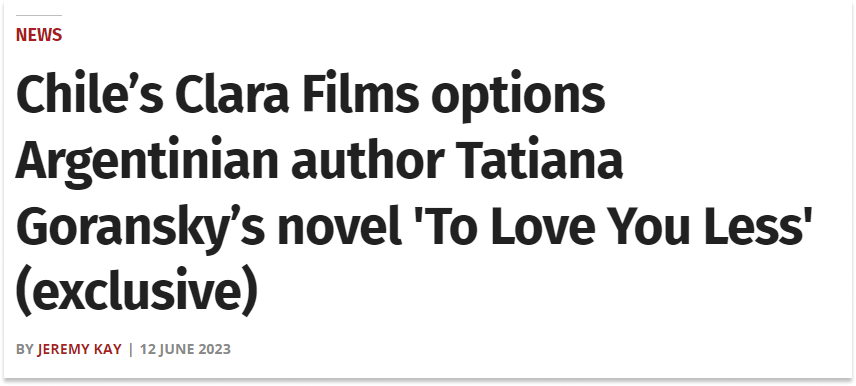 NEWS
Chile’s Clara Films options
Argentinian author Tatiana
Goransky’s novel 'To Love You Less'
(exclusive)
BY JEREMY KAY | 12 JUNE 2023